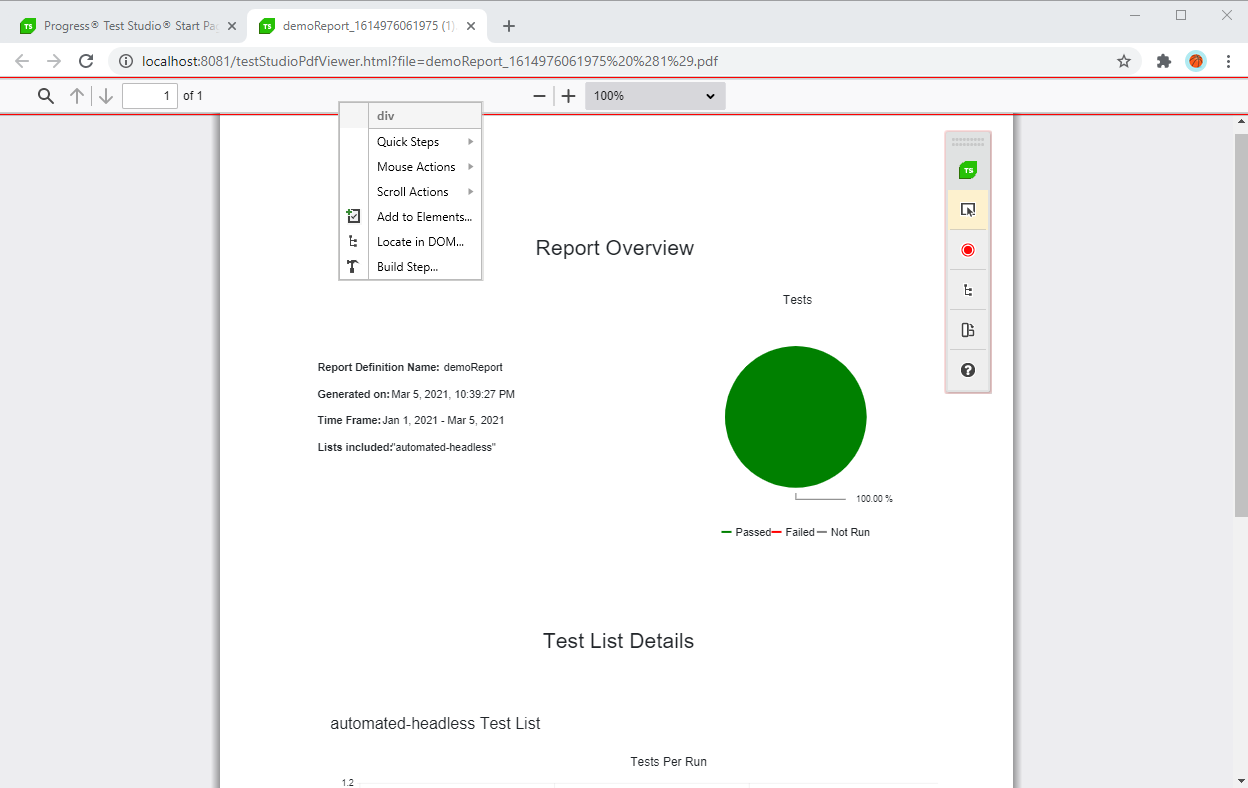 Progress® Test Studio® Start Pa
demoReport_1614976061975 (1)
localhost:8081/testStudioPdfViewer.html?file=demoReport_1614976061975%20%281%29.pdf
1 of 1
100%
div
Quick Steps
Mouse Actions
Scroll Actions
Add to Elements...
Locate in DOM...
Build Step...
TS
Report Overview
Tests
Report Definition Name: demoReport
Generated on: Mar 5, 2021, 10:39:27 PM
Time Frame: Jan 1, 2021 - Mar 5, 2021
Lists included:"automated-headless"
100.00 %
Passed Failed Not Run
Test List Details
automated-headless Test List
Tests Per Run
1.2